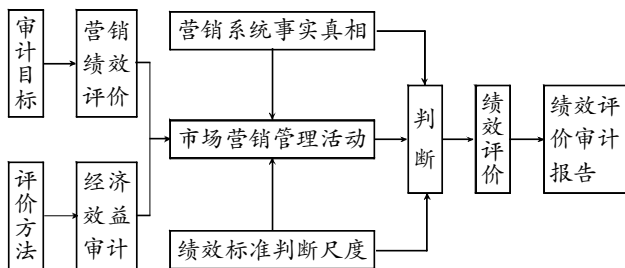 审计目标
营销
绩效
评价
营销系统事实真相
市场营销管理活动
判断
绩效评价
绩效评
价审计
报告
评价方法
经济
效益
审计
绩效标准判断尺度